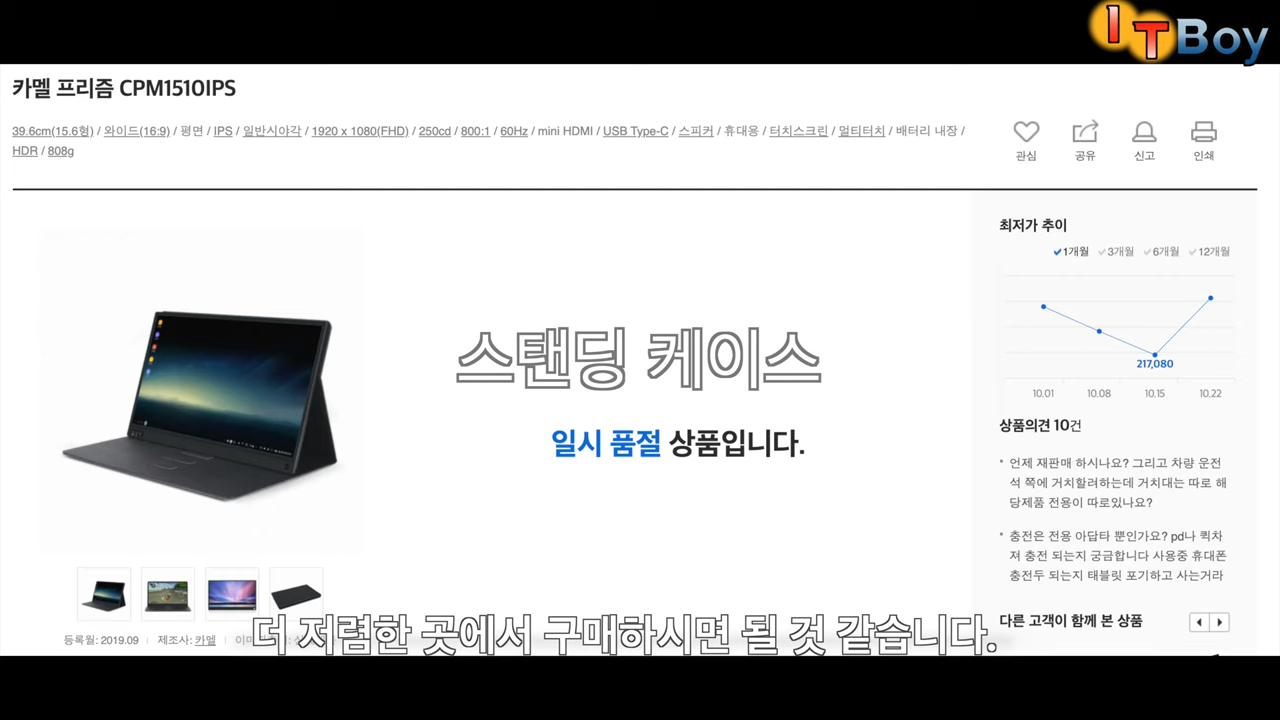 ITBoy
카멜 프리즘 CPM1510IPS
39.6cm(15.6형) / 와이드(16:9) / 평면 / IPS / 일반시야각 / 1920 x 1080(FHD) / 250cd / 800:1 / 60Hz / mini HDMI / USB Type-C / 스피커 / 휴대용 / 터치스크린 / 멀티터치 / 배터리 내장 /
HDR / 808g
관심 공유 신고 인쇄
최저가 추이
1개월 3개월 6개월 12개월
217,080
10.01 10.08 10.15 10.22
스탠딩 케이스
일시 품절 상품입니다.
상품의견 10건
언제 재판매 하시나요? 그리고 차량 운전
석 쪽에 거치할려하는데 거치대는 따로 해
당제품 전용이 따로있나요?
충전은 전용 아답타 뿐인가요? pd나 퀵차
져 충전 되는지 궁금합니다 사용중 휴대폰
충전두 되는지 태블릿 포기하고 사는거라
다른 고객이 함께 본 상품
등록월: 2019.09 제조사: 카멜
더 저렴한 곳에서 구매하시면 될 것 같습니다.